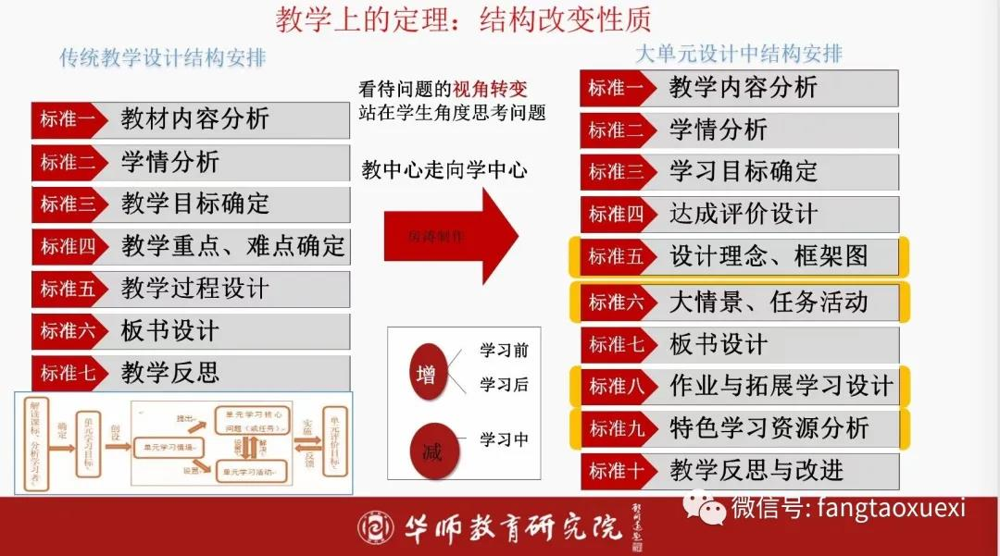 教学上的定理：结构改变性质
传统教学设计结构安排
标准一 教材内容分析
标准二 学情分析
标准三 教学目标确定
标准四 教学重点、难点确定
标准五 教学过程设计
标准六 板书设计
标准七 教学反思
解读课标、分析学习者
确定
单元学习目标
创设
单元学习情境
提出
设置
单元学习核心
问题（或任务）
设置
解决
单元学习活动
实施
反馈
单元评价目标
看待问题的视角转变
站在学生角度思考问题
教中心走向学中心
房涛制作
增
学习前
学习后
减
学习中
大单元设计中结构安排
标准一 教学内容分析
标准二 学情分析
标准三 学习目标确定
标准四 达成评价设计
标准五 设计理念、框架图
标准六 大情景、任务活动
标准七 板书设计
标准八 作业与拓展学习设计
标准九 特色学习资源分析
标准十 教学反思与改进
华师教育研究院
微信号: fangtaoxuexi